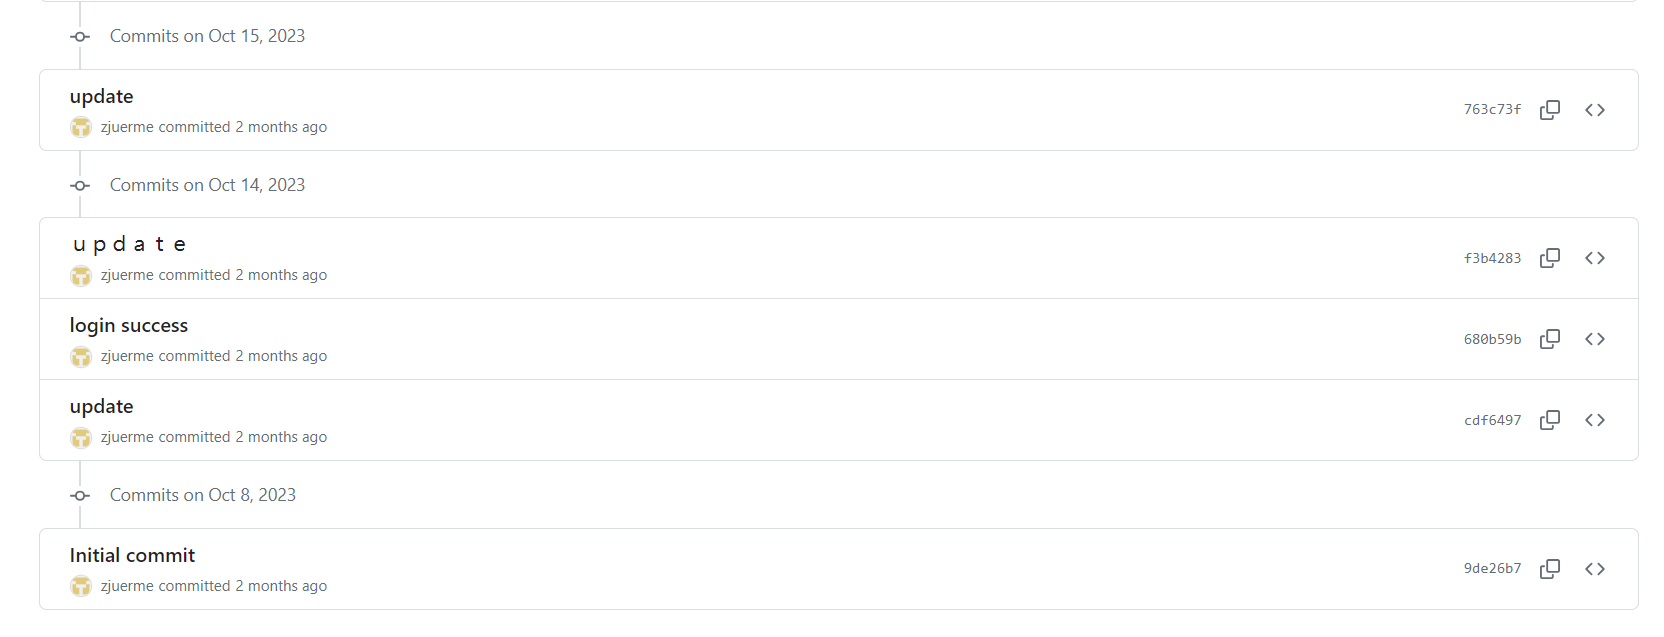 Commits on Oct 15, 2023
update
zjuerme committed 2 months ago
763c73f
Commits on Oct 14, 2023
ｕｐｄａｔｅ
zjuerme committed 2 months ago
f3b4283
login success
zjuerme committed 2 months ago
680b59b
update
zjuerme committed 2 months ago
cdf6497
Commits on Oct 8, 2023
Initial commit
zjuerme committed 2 months ago
9de26b7